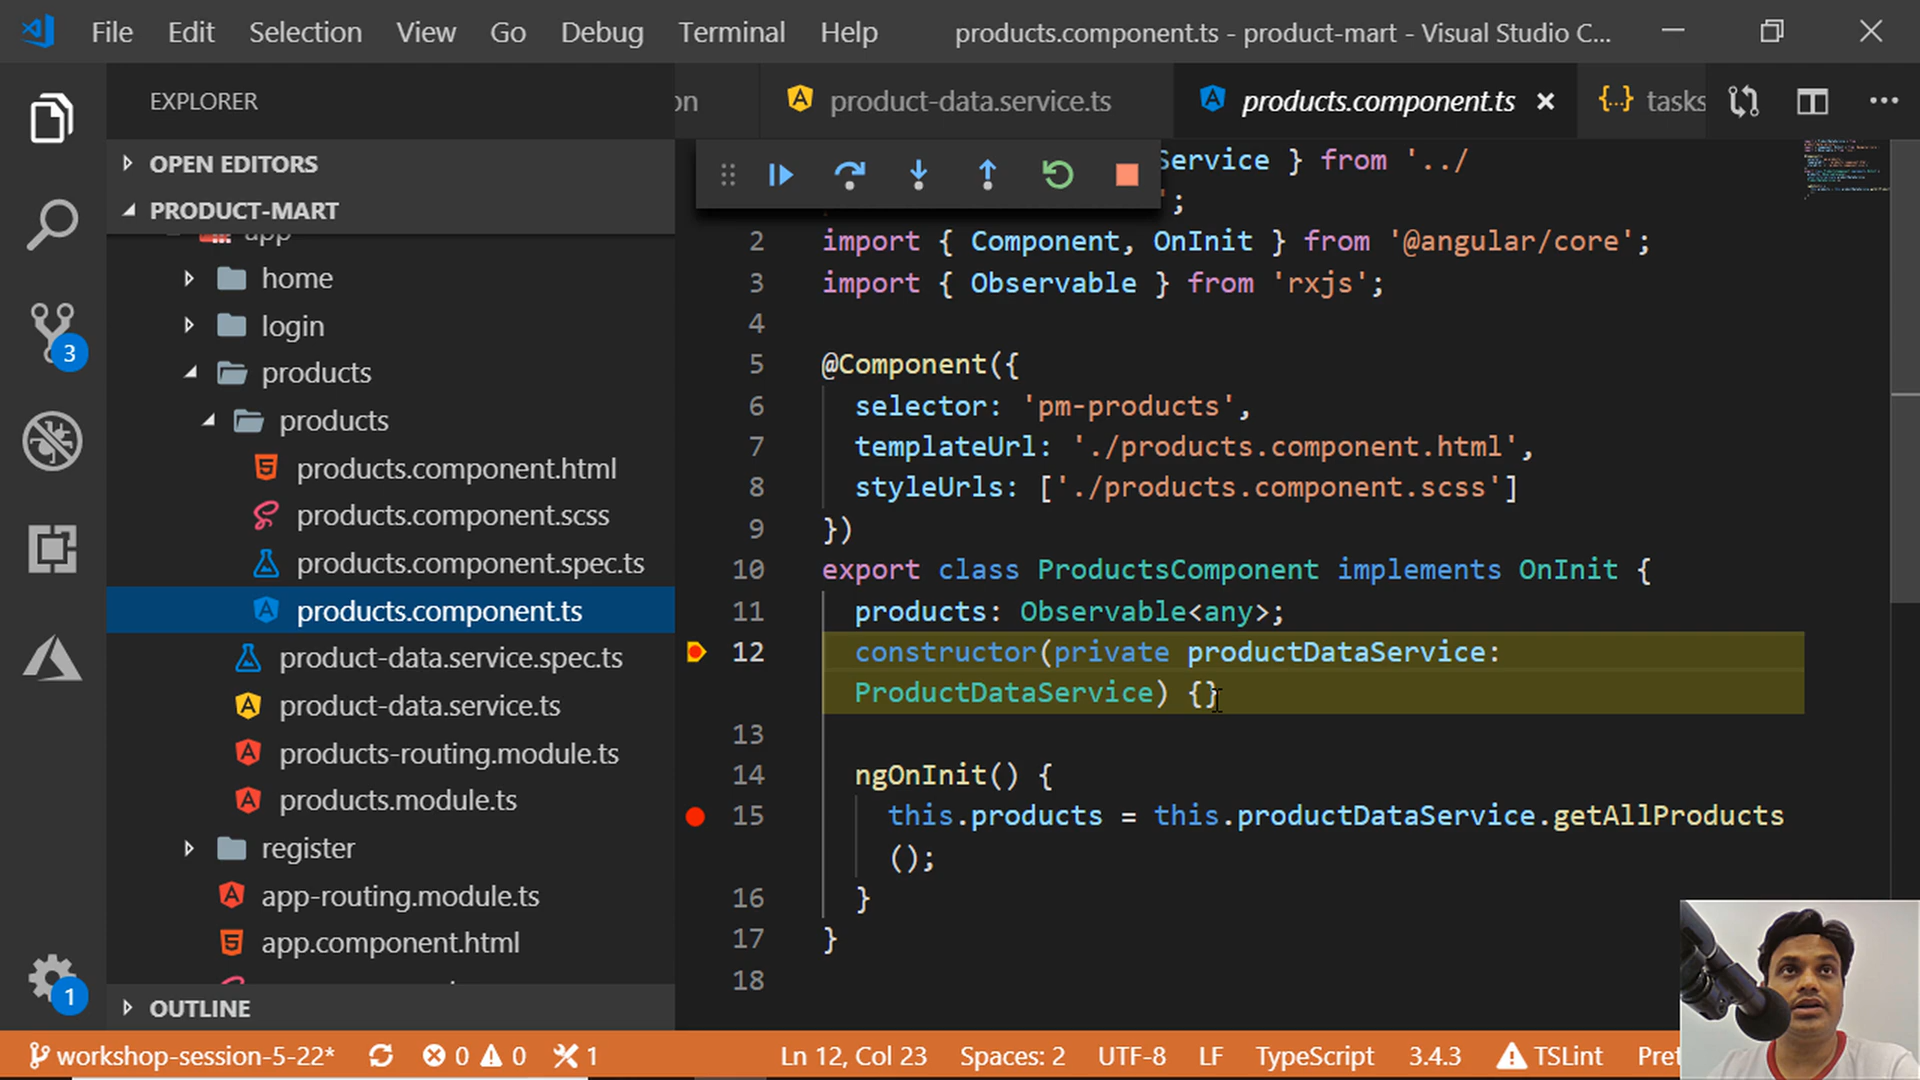 File Edit Selection View Go Debug Terminal Help products.component.ts - product-mart - Visual Studio C...
EXPLORER
on product-data.service.ts products.component.ts tasks
OPEN EDITORS
PRODUCT-MART
app
home
login
products
products
products.component.html
products.component.scss
products.component.spec.ts
products.component.ts
product-data.service.spec.ts
product-data.service.ts
products-routing.module.ts
products.module.ts
register
app-routing.module.ts
app.component.html
OUTLINE
3
1
Service } from '../
';
2 import { Component, OnInit } from '@angular/core';
3 import { Observable } from 'rxjs';
4
5 @Component({
6 selector: 'pm-products',
7 templateUrl: './products.component.html',
8 styleUrls: ['./products.component.scss']
9 })
10 export class ProductsComponent implements OnInit {
11 products: Observable<any>;
12 constructor(private productDataService:
ProductDataService) {}
13
14 ngOnInit() {
15 this.products = this.productDataService.getAllProducts
();
16 }
17 }
18
workshop-session-5-22* 0 0 1 Ln 12, Col 23 Spaces: 2 UTF-8 LF TypeScript 3.4.3 TSLint Pret